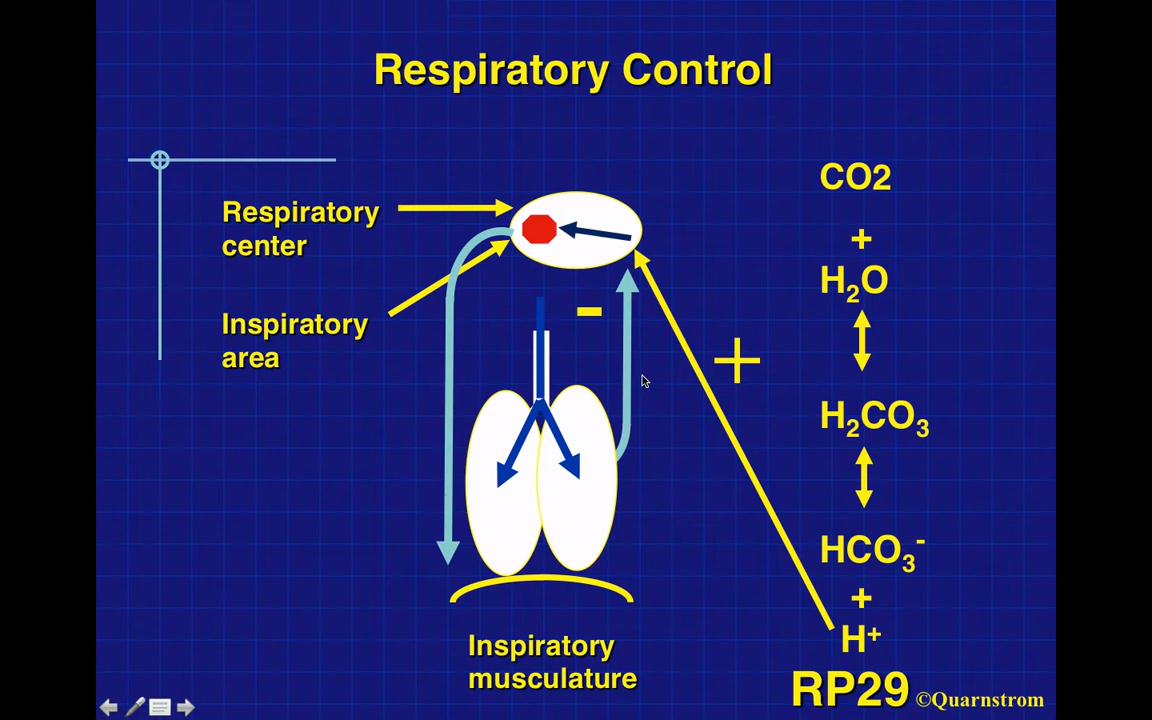 Respiratory Control
Respiratory
center
Inspiratory
area
-
+
CO2
+
H₂O
H₂CO₃
HCO₃⁻
+
H⁺
Inspiratory
musculature
RP29 ©Quarnstrom